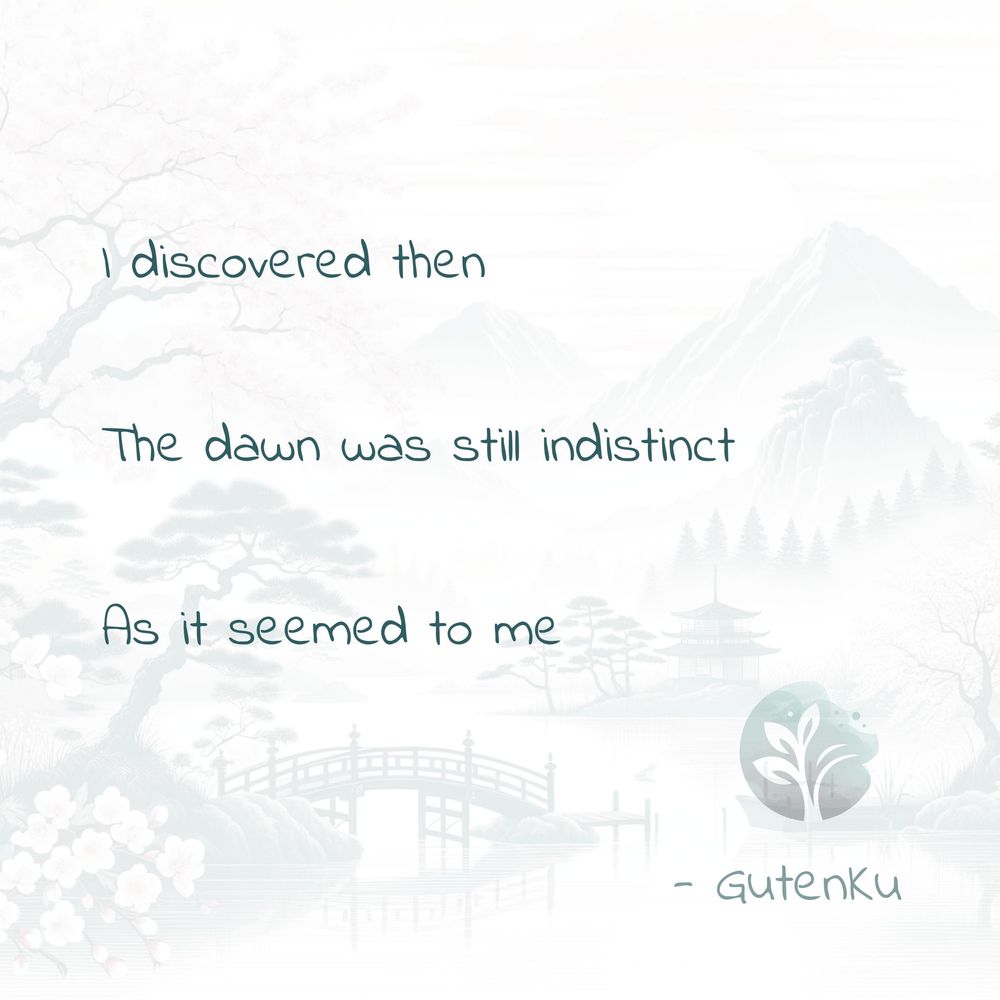 I discovered then
The dawn was still indistinct
As it seemed to me
- GutenKu